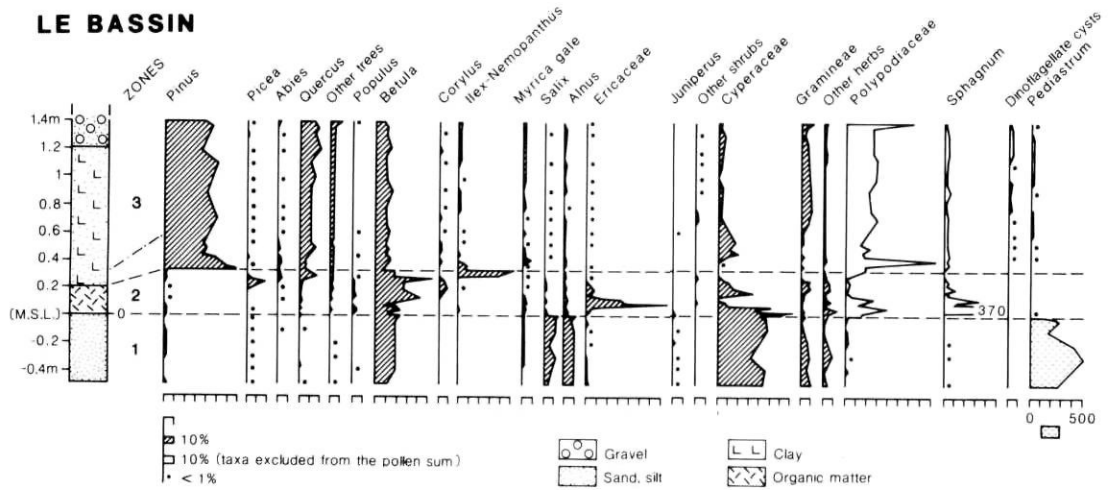 LE BASSIN
ZONES
Pinus
Picea
Abies
Quercus
Other trees
Populus
Betula
Corylus
Ilex-Nemopanthus
Myrica gale
Salix
Alnus
Ericaceae
Juniperus
Other shrubs
Cyperaceae
Gramineae
Other herbs
Polypodiaceae
Sphagnum
Dinoflagellate cysts
Pediastrum
1.4m
1.2
1
0.8
0.6
0.4
0.2
(M.S.L.) 0
-0.2
-0.4m
3
2
1
370
0 500
10%
10% (taxa excluded from the pollen sum)
< 1%
Gravel
Sand, silt
Clay
Organic matter